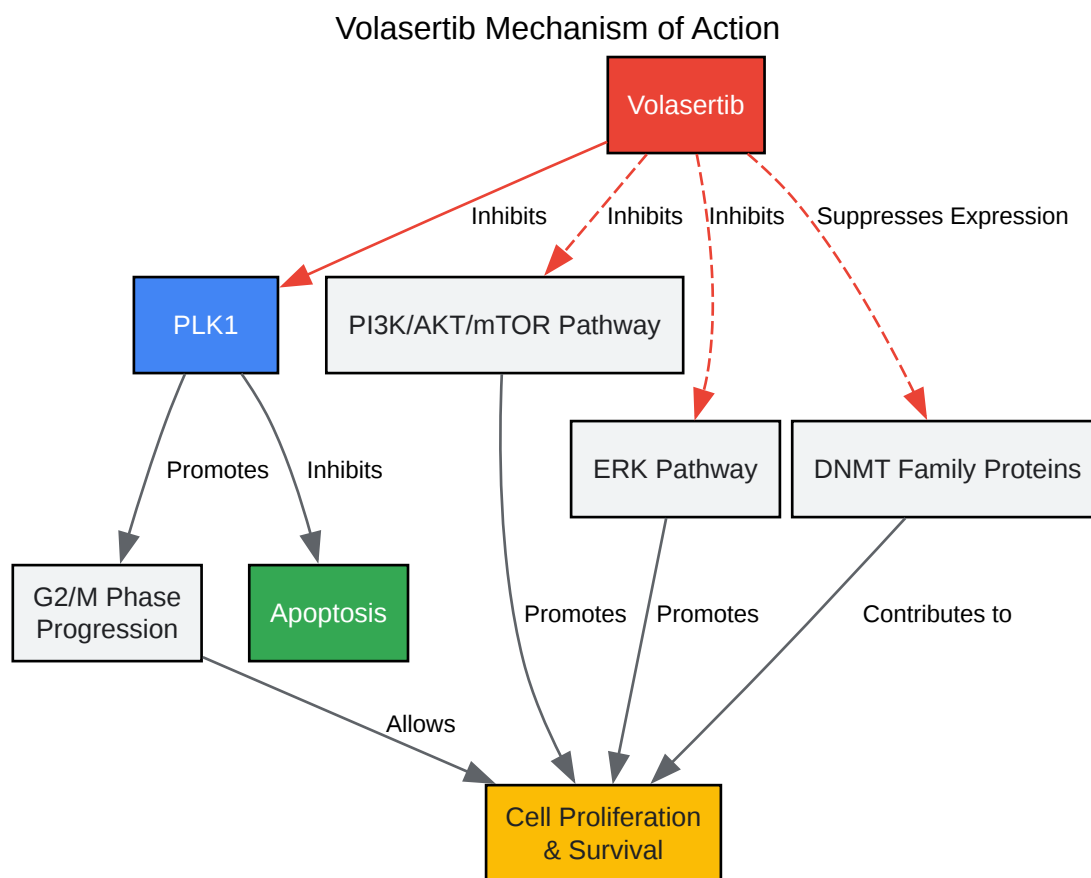 Volasertib Mechanism of Action
Volasertib
Inhibits
Inhibits
Inhibits
Suppresses Expression
PLK1
PI3K/AKT/mTOR Pathway
ERK Pathway
DNMT Family Proteins
Promotes
Inhibits
G2/M Phase
Progression
Apoptosis
Promotes
Promotes
Contributes to
Allows
Cell Proliferation
& Survival